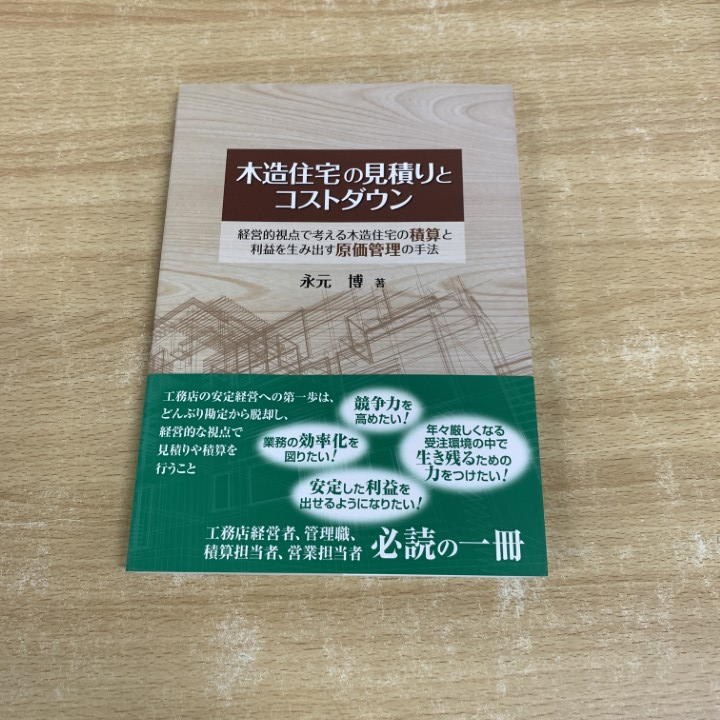 木造住宅の見積りと
コストダウン
経営的視点で考える木造住宅の積算と
利益を生み出す原価管理の手法
永元 博 著
工務店の安定経営への第一歩は、
どんぶり勘定から脱却し、
経営的な視点で
見積りや積算を
行うこと
競争力を
高めたい!
業務の効率化を
図りたい!
年々厳しくなる
受注環境の中で
生き残るための
力をつけたい!
安定した利益を
出せるようになりたい!
工務店経営者、管理職、
積算担当者、営業担当者
必読の一冊